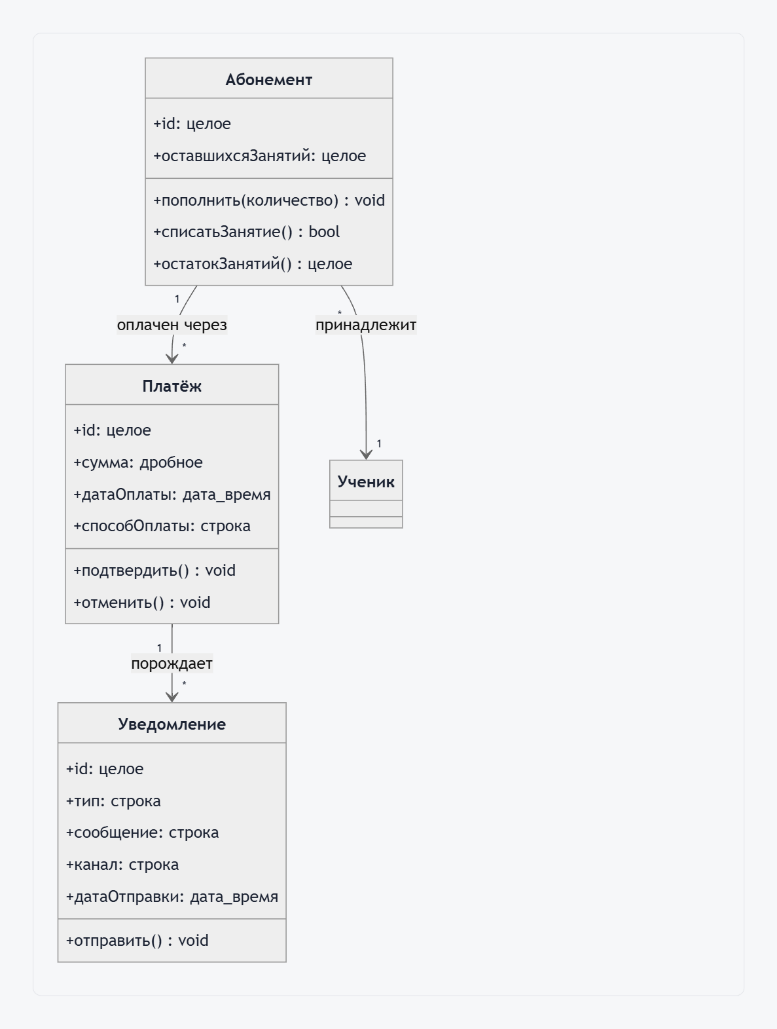 Абонемент
+id: целое
+оставшихсяЗанятий: целое
+пополнить(количество) : void
+списатьЗанятие() : bool
+остатокЗанятий() : целое
1
*
оплачен через
принадлежит
*
Платёж
+id: целое
+сумма: дробное
+датаОплаты: дата_время
+способОплаты: строка
+подтвердить() : void
+отменить() : void
1
Ученик
1
порождает
*
Уведомление
+id: целое
+тип: строка
+сообщение: строка
+канал: строка
+датаОтправки: дата_время
+отправить() : void